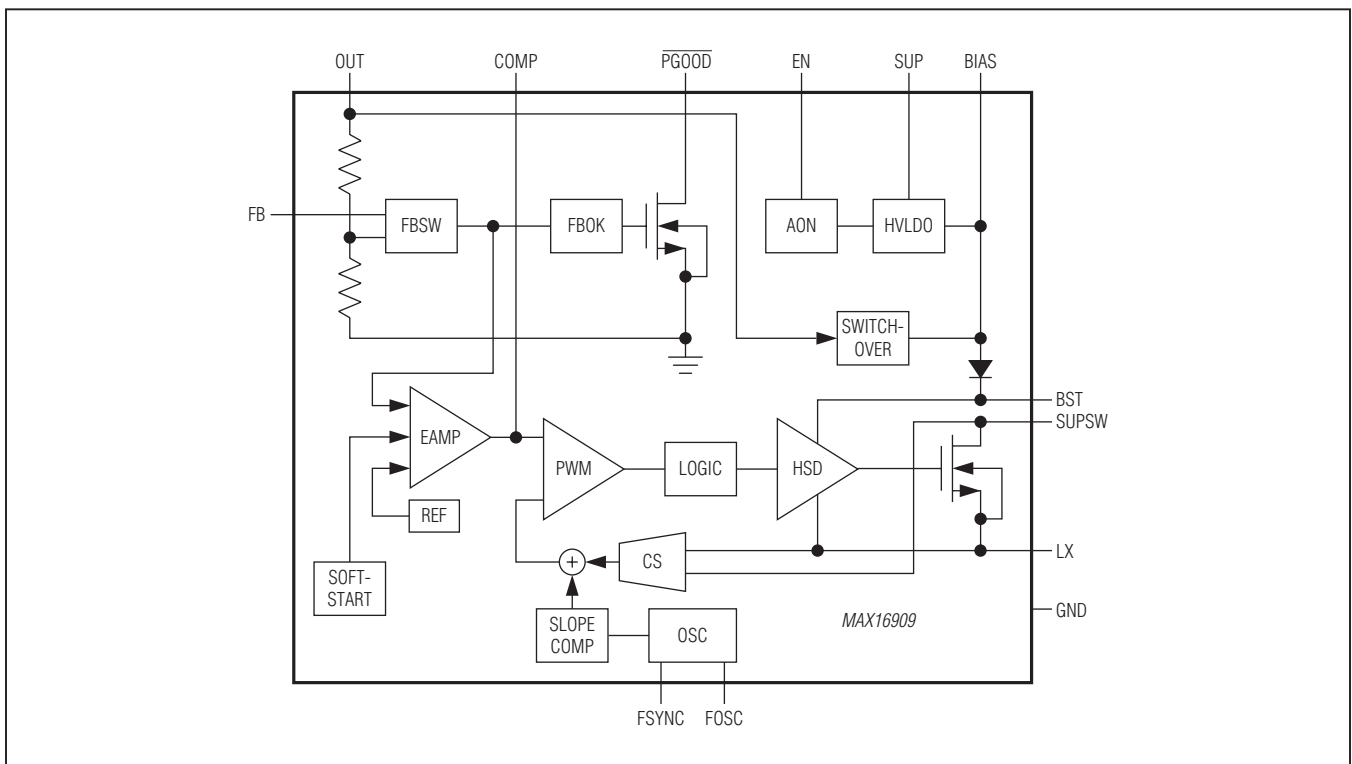 OUT
COMP
PGOOD
EN
SUP
BIAS
FB
FBSW
FBOK
AON
HVLDO
SWITCH-
OVER
BST
SUPSW
EAMP
PWM
LOGIC
HSD
REF
+
CS
LX
SOFT-
START
SLOPE
COMP
OSC
MAX16909
GND
FSYNC
FOSC